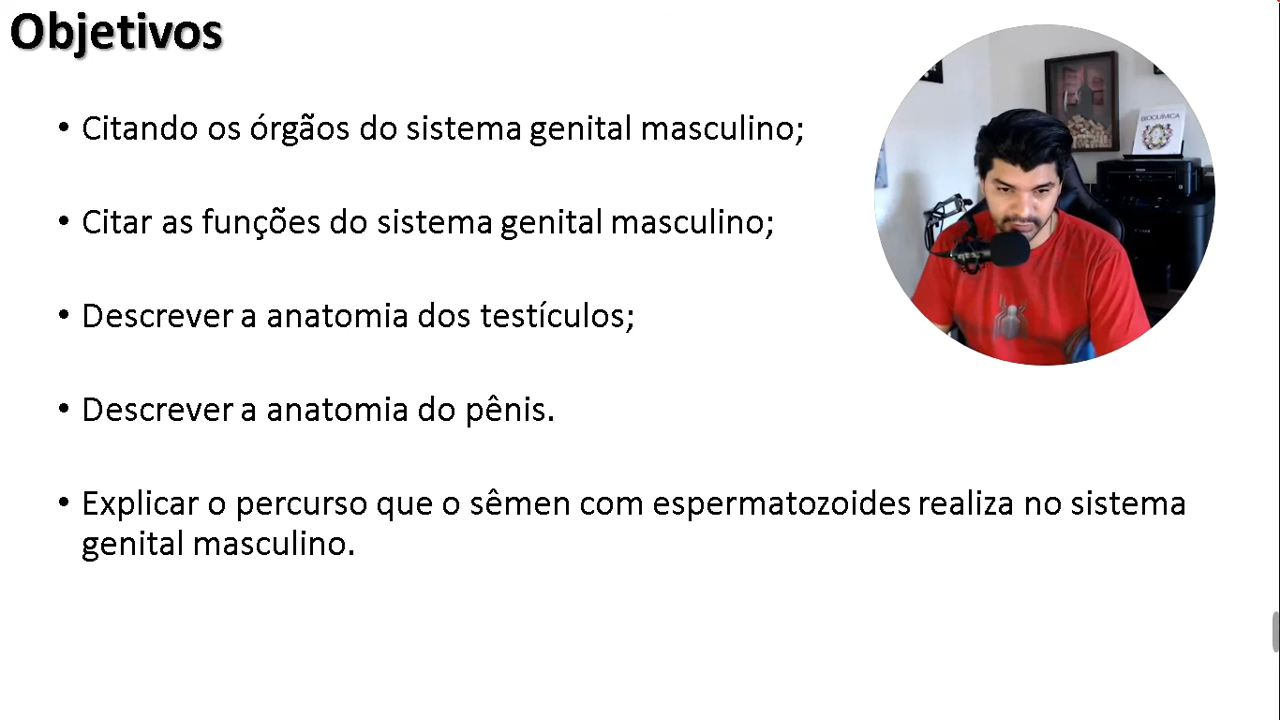 Objetivos
• Citando os órgãos do sistema genital masculino;
• Citar as funções do sistema genital masculino;
• Descrever a anatomia dos testículos;
• Descrever a anatomia do pênis.
• Explicar o percurso que o sêmen com espermatozoides realiza no sistema
genital masculino.
BIOQUÍMICA